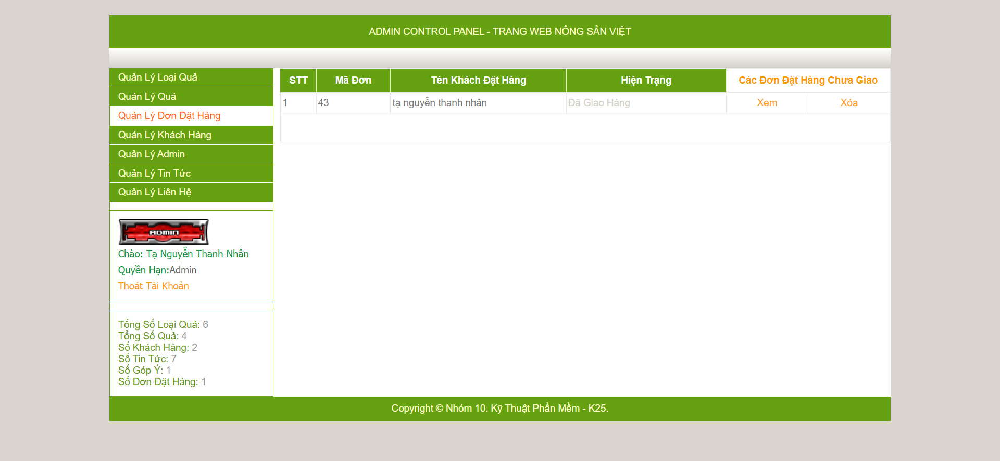 ADMIN CONTROL PANEL - TRANG WEB NÔNG SẢN VIỆT
Quản Lý Loại Quả
Quản Lý Quả
Quản Lý Đơn Đặt Hàng
Quản Lý Khách Hàng
Quản Lý Admin
Quản Lý Tin Tức
Quản Lý Liên Hệ
ADMIN
Chào: Tạ Nguyễn Thanh Nhân
Quyền Hạn:Admin
Thoát Tài Khoản
Tổng Số Loại Quả: 6
Tổng Số Quả: 4
Số Khách Hàng: 2
Số Tin Tức: 7
Số Góp Ý: 1
Số Đơn Đặt Hàng: 1
STT Mã Đơn Tên Khách Đặt Hàng Hiện Trạng Các Đơn Đặt Hàng Chưa Giao
1 43 tạ nguyễn thanh nhân Đã Giao Hàng Xem Xóa
Copyright © Nhóm 10. Kỹ Thuật Phần Mềm - K25.